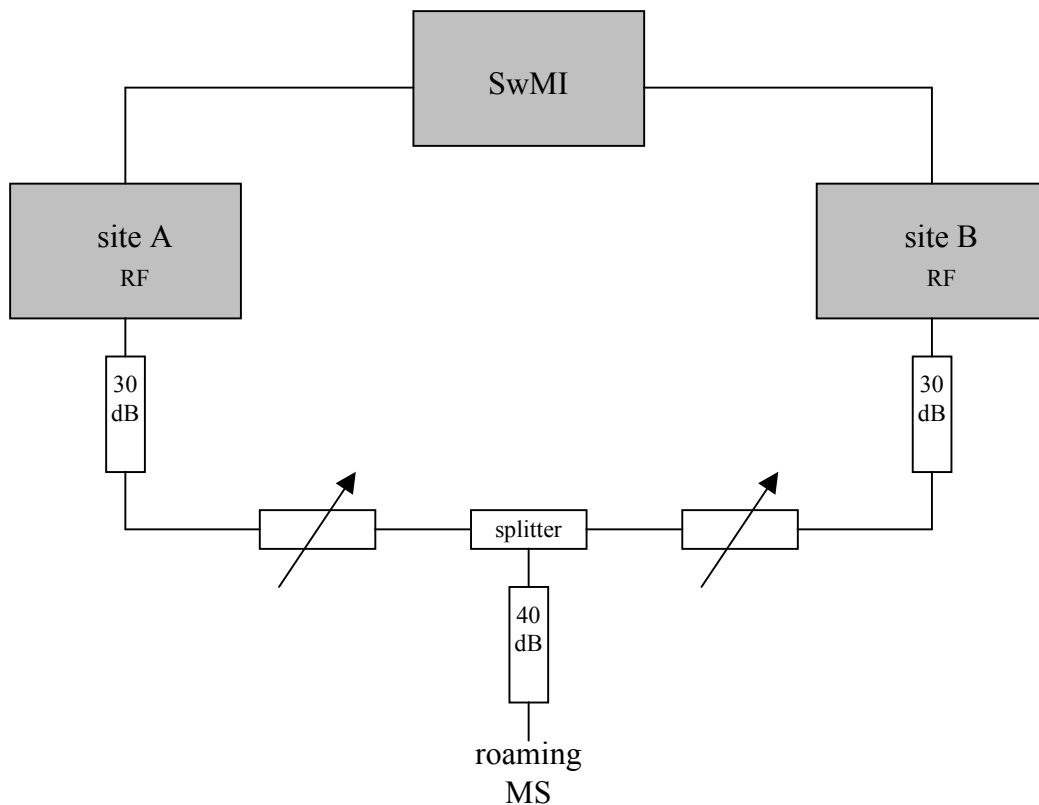 SwMI
site A
RF
site B
RF
30
dB
30
dB
splitter
40
dB
roaming
MS